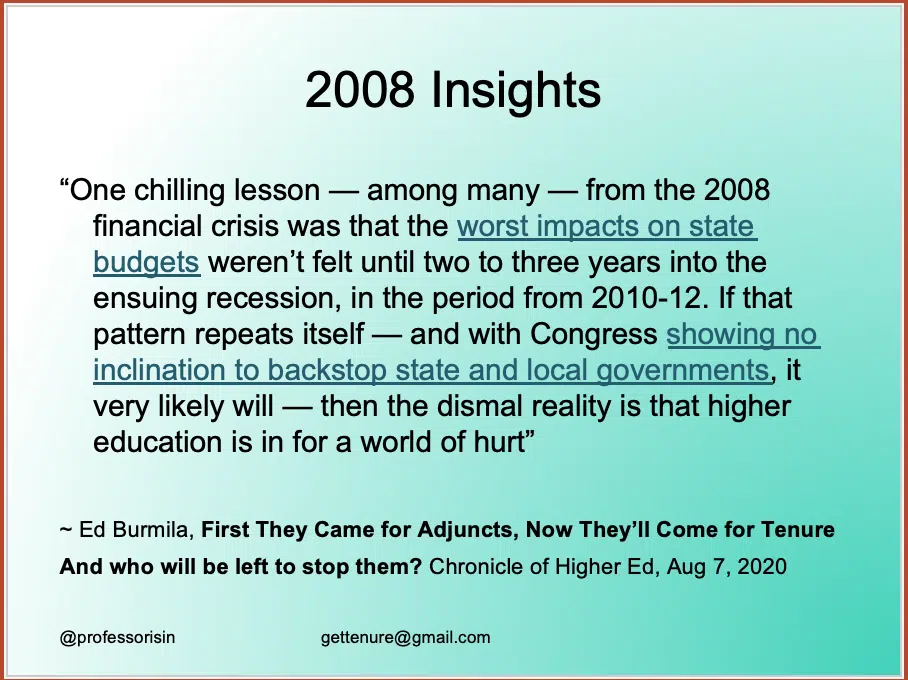 2008 Insights
“One chilling lesson — among many — from the 2008
financial crisis was that the worst impacts on state
budgets weren’t felt until two to three years into the
ensuing recession, in the period from 2010-12. If that
pattern repeats itself — and with Congress showing no
inclination to backstop state and local governments, it
very likely will — then the dismal reality is that higher
education is in for a world of hurt”
~ Ed Burmila, First They Came for Adjuncts, Now They’ll Come for Tenure
And who will be left to stop them? Chronicle of Higher Ed, Aug 7, 2020
@professorisin gettenure@gmail.com